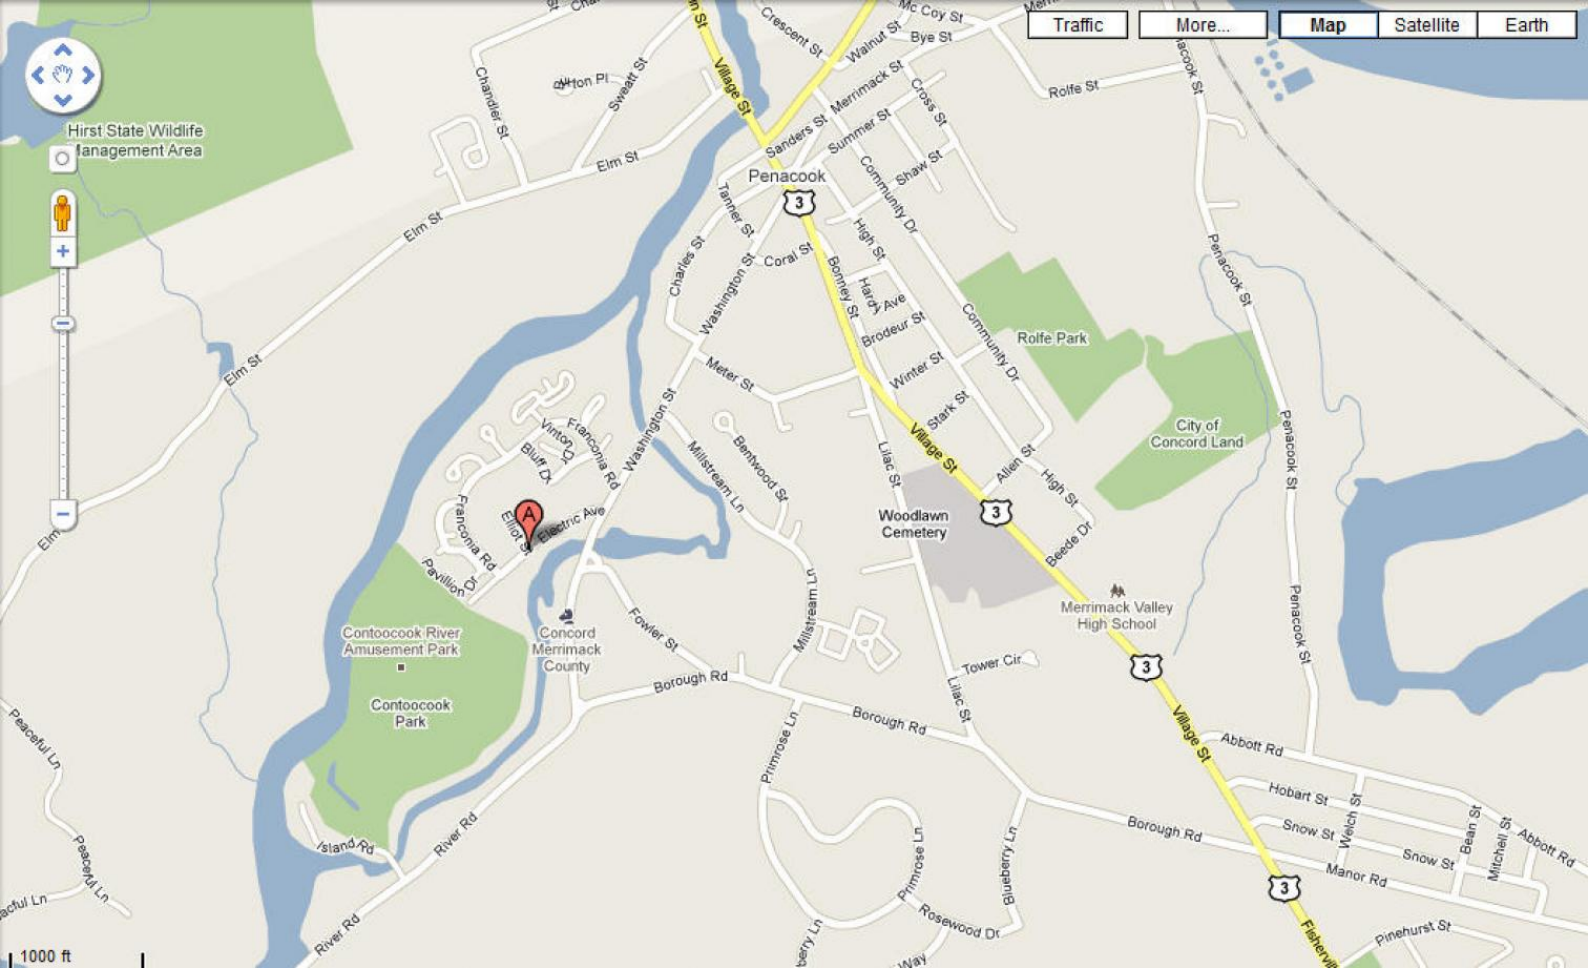 Traffic
More...
Map
Satellite
Earth
Mc Coy St
Crescent St
Walnut St
Bye St
Village St
Penacook St
Rolfe St
Merrimack St
Cross St
Chandler St
Sweatt St
Hirst State Wildlife
Management Area
Sanders St
Summer St
Shaw St
Elm St
Penacook
3
Community Dr
Tanner St
Elm St
High St
Charles St
Washington St
Coral St
Bonney St
Hardy Ave
Brodeur St
Penacook St
Community Dr
Rolfe Park
Winter St
Elm St
Meter St
Stark St
Washington St
City of
Concord Land
Vinton Dr
Franconia Rd
Bluff Dr
Millstream Ln
Bentwood St
Lilac St
Village St
Allen St
High St
Penacook St
A
Elliot St
Electric Ave
Franconia Rd
Woodlawn
Cemetery
3
Beede Dr
Elm
Pavillion Dr
Merrimack Valley
High School
Penacook St
Contoocook River
Amusement Park
Concord
Merrimack
County
Fowler St
Millstream Ln
Tower Cir
3
Borough Rd
Contoocook
Park
Lilac St
Peaceful Ln
Borough Rd
Primrose Ln
Village St
Abbott Rd
Hobart St
Welch St
Snow St
Bean St
Mitchell St
Abbott Rd
Island Rd
River Rd
Borough Rd
Snow St
Peaceful Ln
Primrose Ln
Blueberry Ln
Manor Rd
3
Rosewood Dr
River Rd
Pinehurst St
Way
1000 ft